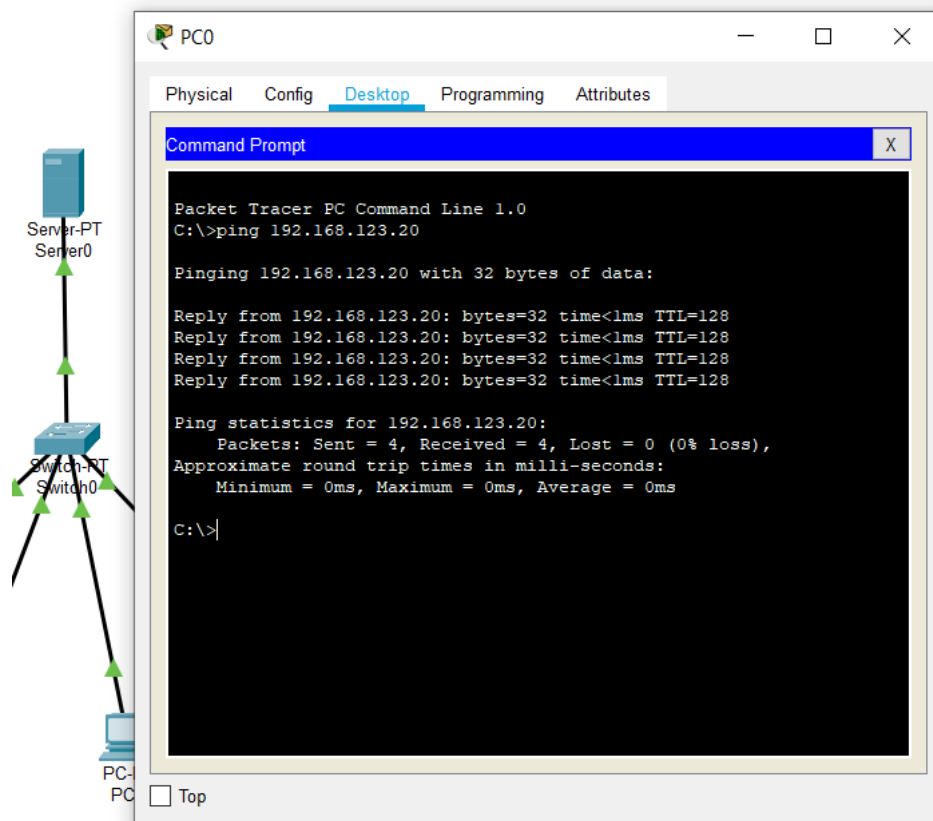 PC0
Physical Config Desktop Programming Attributes
Command Prompt
X
Packet Tracer PC Command Line 1.0
C:\>ping 192.168.123.20
Pinging 192.168.123.20 with 32 bytes of data:
Reply from 192.168.123.20: bytes=32 time<1ms TTL=128
Reply from 192.168.123.20: bytes=32 time<1ms TTL=128
Reply from 192.168.123.20: bytes=32 time<1ms TTL=128
Reply from 192.168.123.20: bytes=32 time<1ms TTL=128
Ping statistics for 192.168.123.20:
Packets: Sent = 4, Received = 4, Lost = 0 (0% loss),
Approximate round trip times in milli-seconds:
Minimum = 0ms, Maximum = 0ms, Average = 0ms
C:\>
Top
Server-PT
Server0
Switch-PT
Switch0
PC-
PC